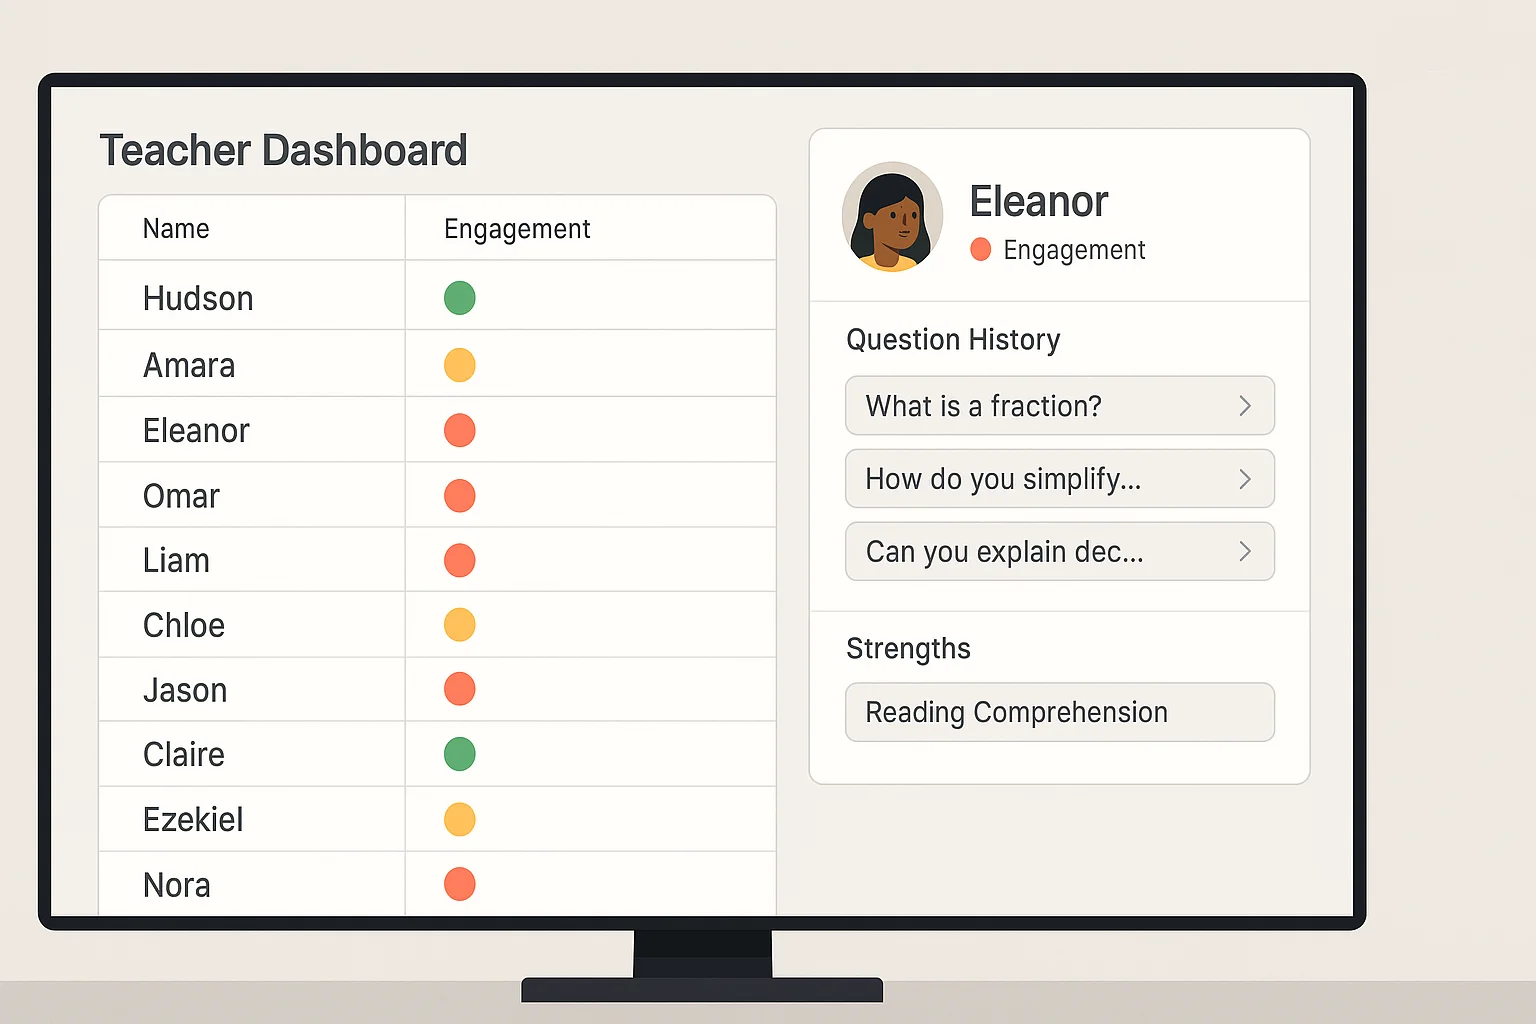 Teacher Dashboard
Name Engagement
Hudson
Amara
Eleanor
Omar
Liam
Chloe
Jason
Claire
Ezekiel
Nora
Eleanor
Engagement
Question History
What is a fraction?
How do you simplify...
Can you explain dec...
Strengths
Reading Comprehension